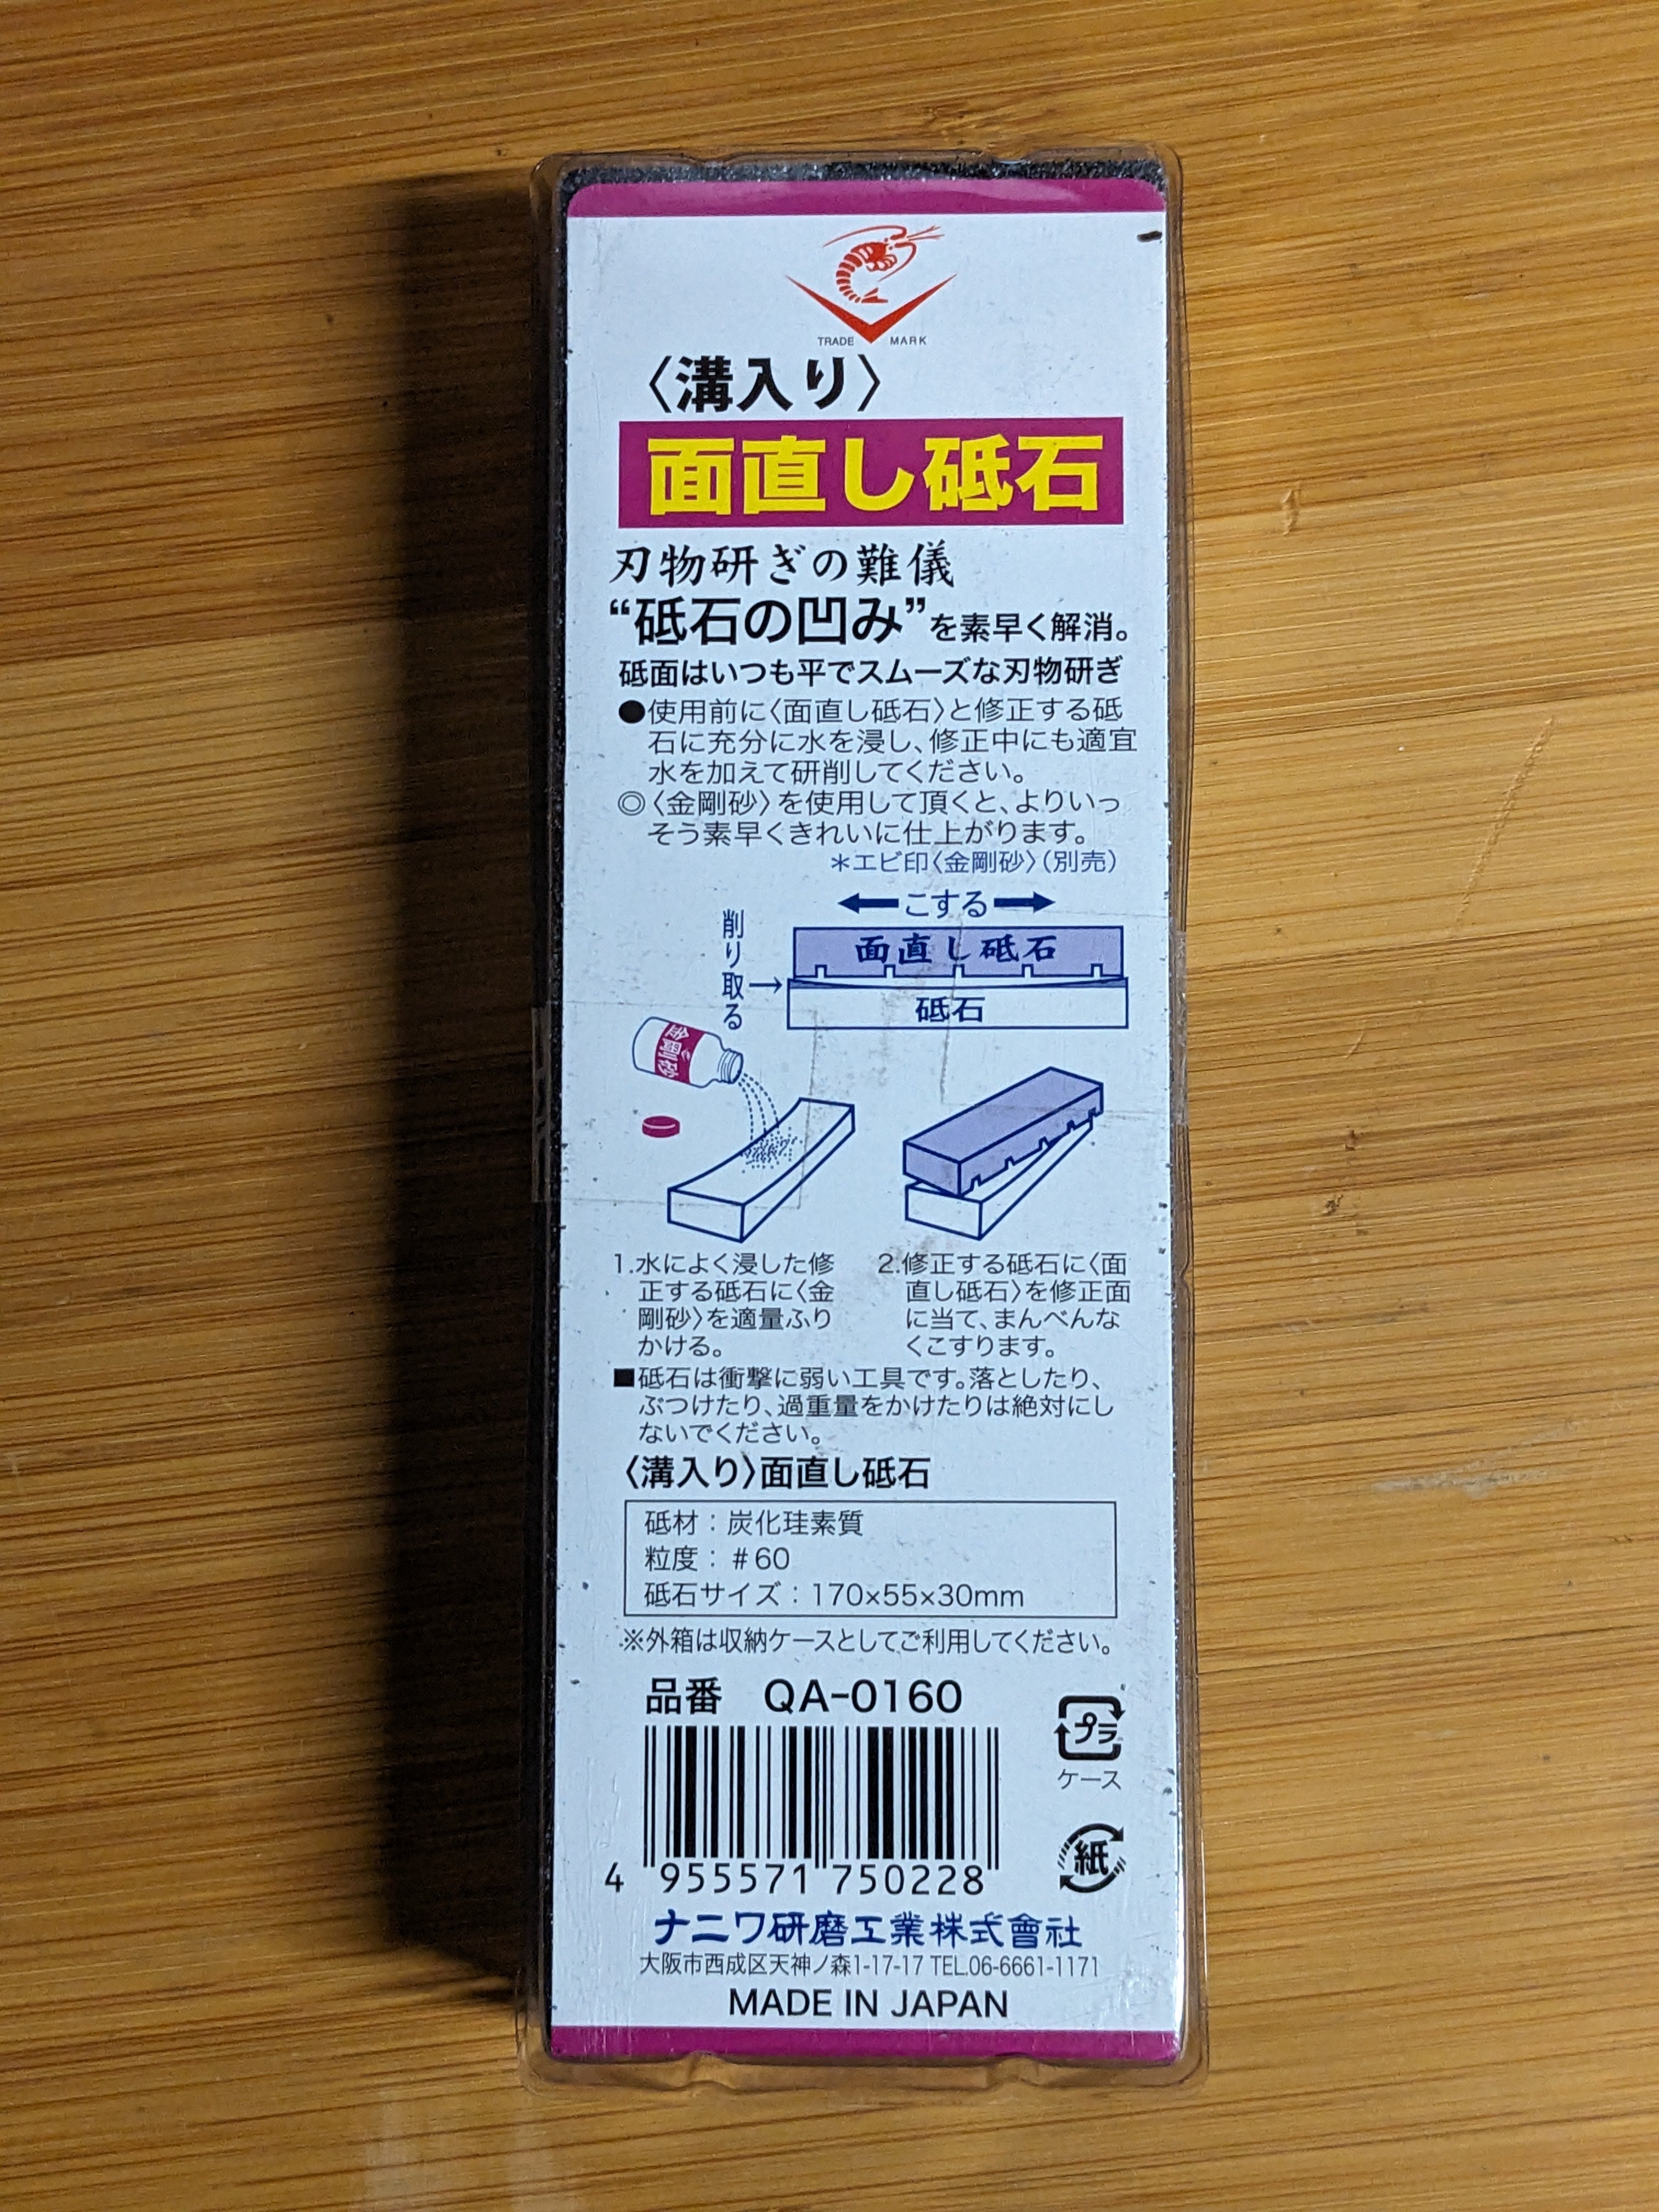 TRADE MARK
〈溝入り〉
面直し砥石
刃物研ぎの難儀
“砥石の凹み”を素早く解消。
砥面はいつも平でスムーズな刃物研ぎ
●使用前に〈面直し砥石〉と修正する砥
石に充分に水を浸し、修正中にも適宜
水を加えて研削してください。
◎〈金剛砂〉を使用して頂くと、よりいっ
そう素早くきれいに仕上がります。
＊エビ印〈金剛砂〉（別売）
←こする→
削り取る→
面直し砥石
砥石
金剛砂
1.水によく浸した修
正する砥石に〈金
剛砂〉を適量ふり
かける。
2.修正する砥石に〈面
直し砥石〉を修正面
に当て、まんべんな
くこすります。
■砥石は衝撃に弱い工具です。落としたり、
ぶつけたり、過重量をかけたりは絶対にし
ないでください。
〈溝入り〉面直し砥石
砥材：炭化珪素質
粒度：＃60
砥石サイズ：170×55×30mm
※外箱は収納ケースとしてご利用してください。
品番 QA-0160
プラ
ケース
紙
4 955571 750228
ナニワ研磨工業株式會社
大阪市西成区天神ノ森1-17-17 TEL.06-6661-1171
MADE IN JAPAN